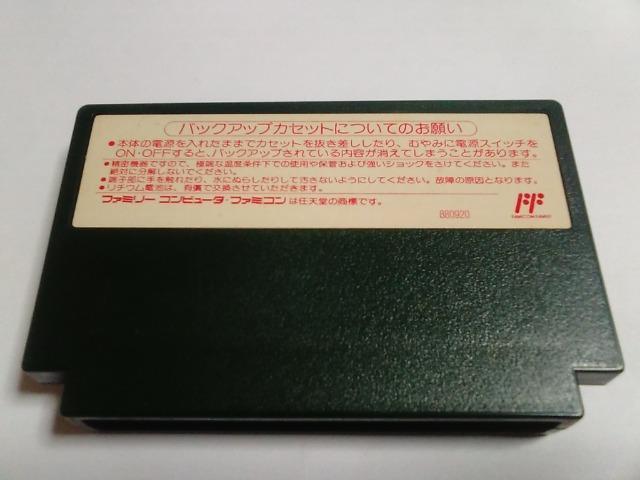 バックアップカセットについてのお願い
●本体の電源を入れたままでカセットを抜き差ししたり、むやみに電源スイッチを
ON・OFFすると、バックアップされている内容が消えてしまうことがあります。
●精密機器ですので、極端な温度条件下での使用や保管および強いショックをさけてください。また
絶対に分解しないでください。
●端子部に手を触れたり、水にぬらしたりして汚さないようにしてください。故障の原因となります。
●リチウム電池は、有償で交換させていただきます。
ファミリー コンピュータ・ファミコンは任天堂の商標です。
880920
FAMICOM FAMILY